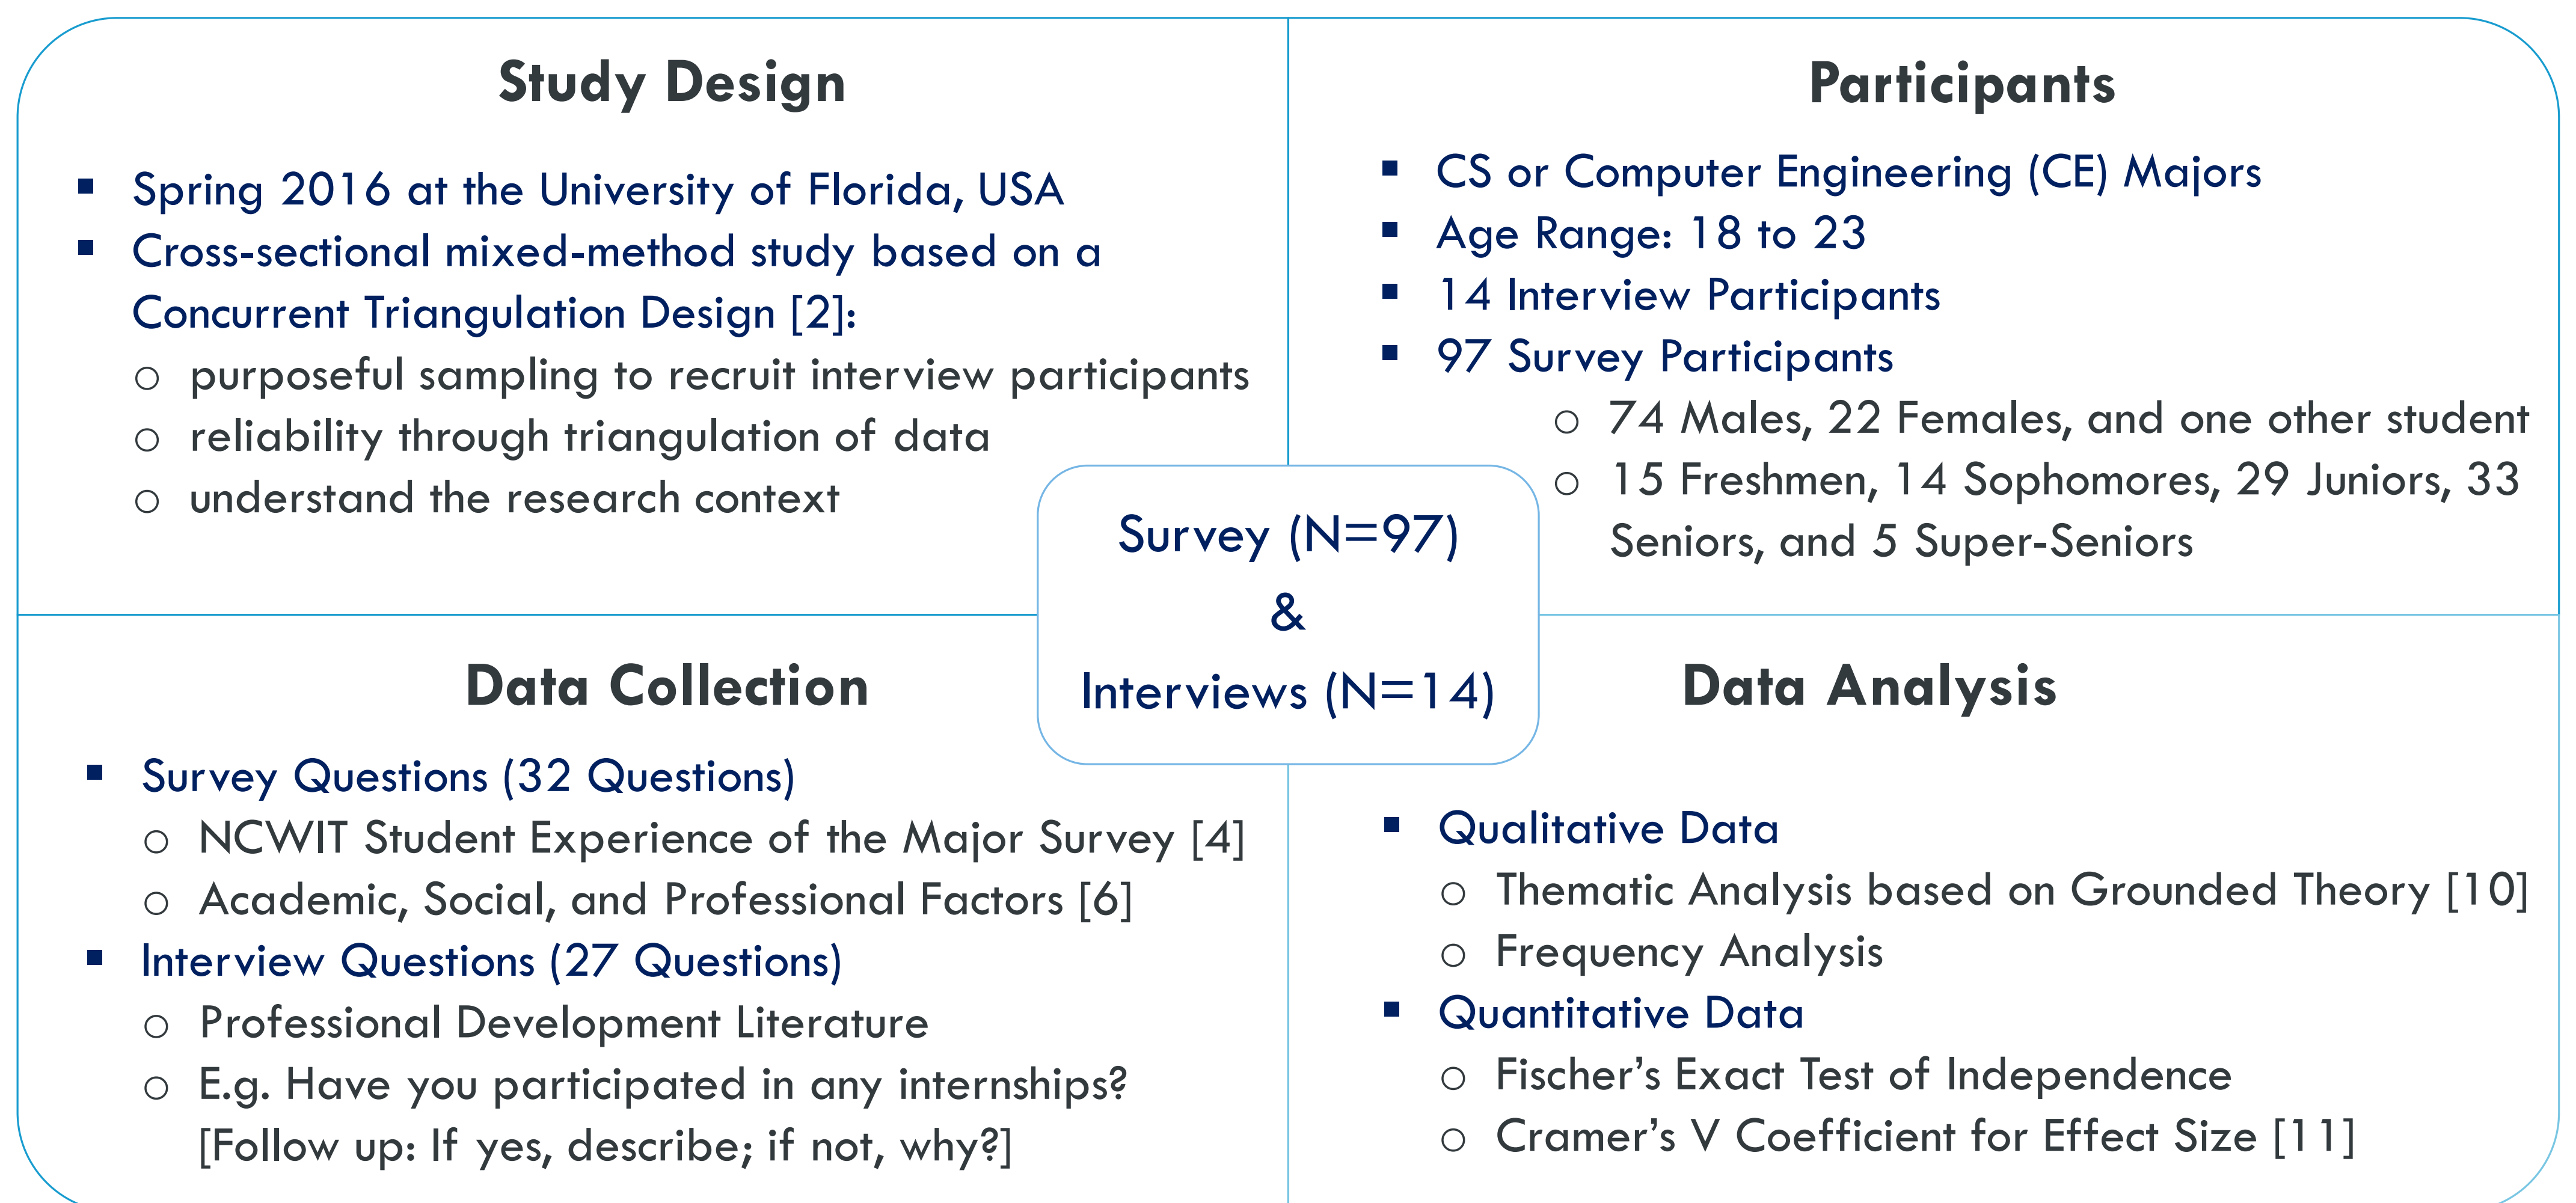 Study Design
▪ Spring 2016 at the University of Florida, USA
▪ Cross-sectional mixed-method study based on a
Concurrent Triangulation Design [2]:
o purposeful sampling to recruit interview participants
o reliability through triangulation of data
o understand the research context
Participants
▪ CS or Computer Engineering (CE) Majors
▪ Age Range: 18 to 23
▪ 14 Interview Participants
▪ 97 Survey Participants
o 74 Males, 22 Females, and one other student
o 15 Freshmen, 14 Sophomores, 29 Juniors, 33
Seniors, and 5 Super-Seniors
Survey (N=97)
&
Interviews (N=14)
Data Collection
▪ Survey Questions (32 Questions)
o NCWIT Student Experience of the Major Survey [4]
o Academic, Social, and Professional Factors [6]
▪ Interview Questions (27 Questions)
o Professional Development Literature
o E.g. Have you participated in any internships?
[Follow up: If yes, describe; if not, why?]
Data Analysis
▪ Qualitative Data
o Thematic Analysis based on Grounded Theory [10]
o Frequency Analysis
▪ Quantitative Data
o Fischer’s Exact Test of Independence
o Cramer’s V Coefficient for Effect Size [11]